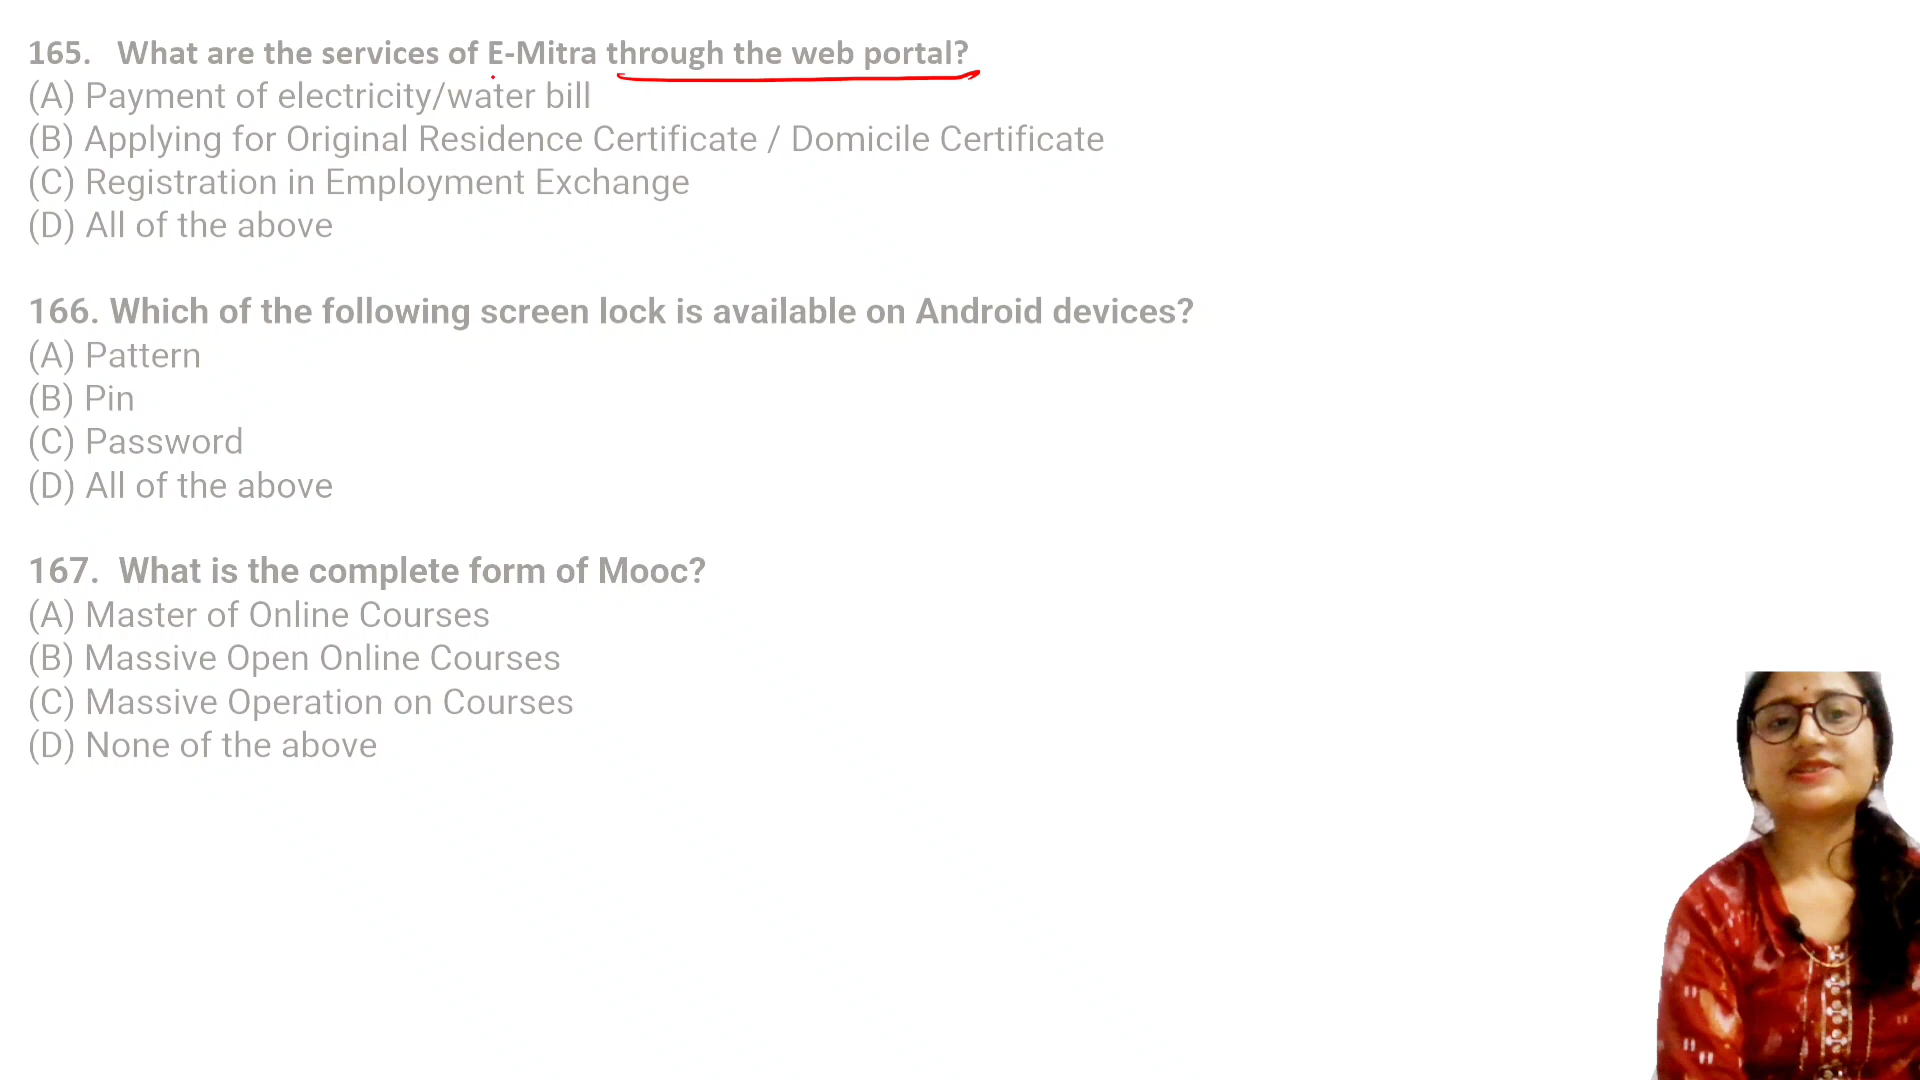 165. What are the services of E-Mitra through the web portal?
(A) Payment of electricity/water bill
(B) Applying for Original Residence Certificate / Domicile Certificate
(C) Registration in Employment Exchange
(D) All of the above
166. Which of the following screen lock is available on Android devices?
(A) Pattern
(B) Pin
(C) Password
(D) All of the above
167. What is the complete form of Mooc?
(A) Master of Online Courses
(B) Massive Open Online Courses
(C) Massive Operation on Courses
(D) None of the above